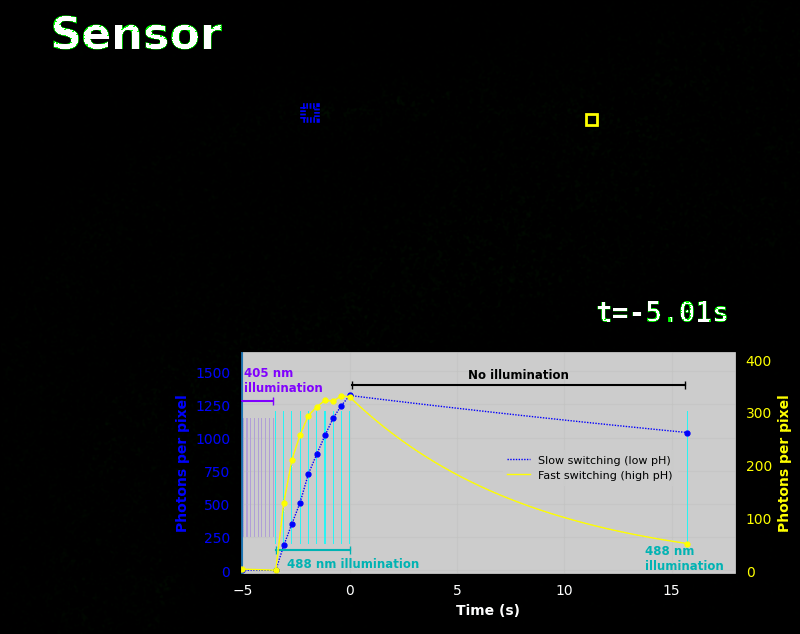 Sensor
t=-5.01s
405 nm
illumination
No illumination
Slow switching (low pH)
Fast switching (high pH)
488 nm illumination
488 nm
illumination
Photons per pixel
1500
1250
1000
750
500
250
0
Photons per pixel
400
300
200
100
0
−5
0
5
10
15
Time (s)